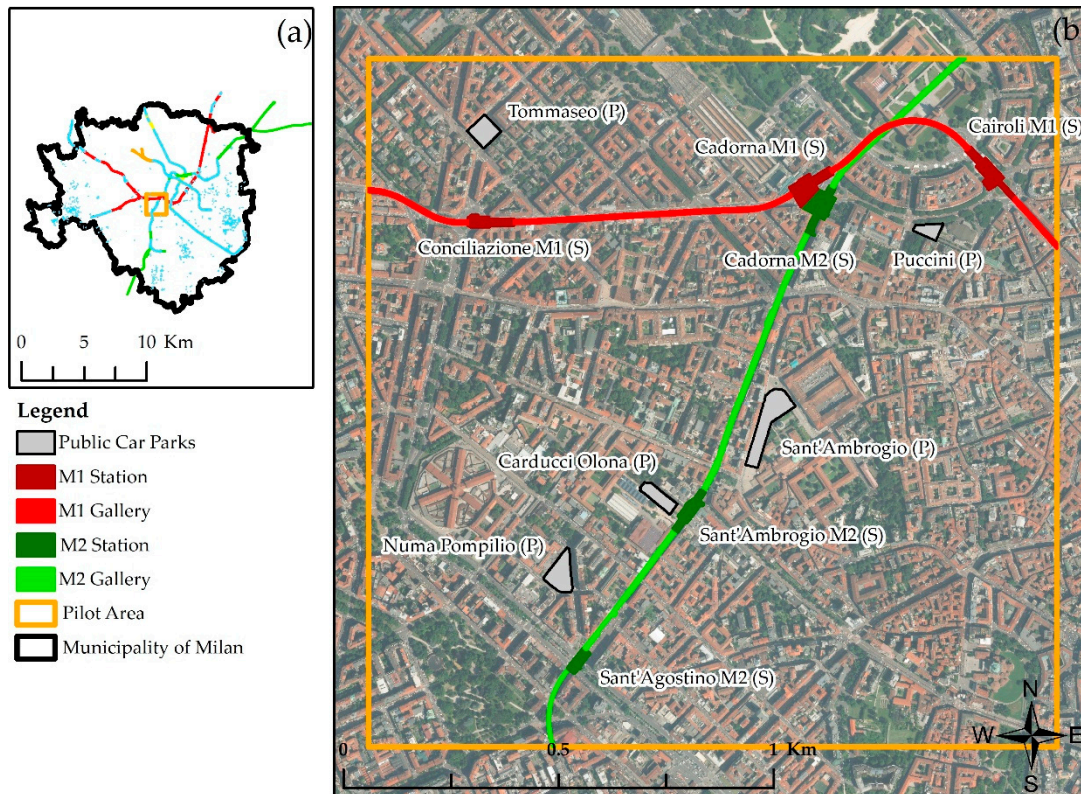 (a)
0 10 Km
Legend
Public Car Parks
M1 Station
M1 Gallery
M2 Station
M2 Gallery
Pilot Area
Municipality of Milan
(b)
Tommaseo (P)
Cadorna M1 (S)
Cairoli M1 (S)
Conciliazione M1 (S)
Cadorna M2 (S)
Puccini (P)
Sant'Ambrogio (P)
Carducci Olona (P)
Sant'Ambrogio M2 (S)
Numa Pompilio (P)
Sant'Agostino M2 (S)
N
W E
S
0 0.5 1 Km